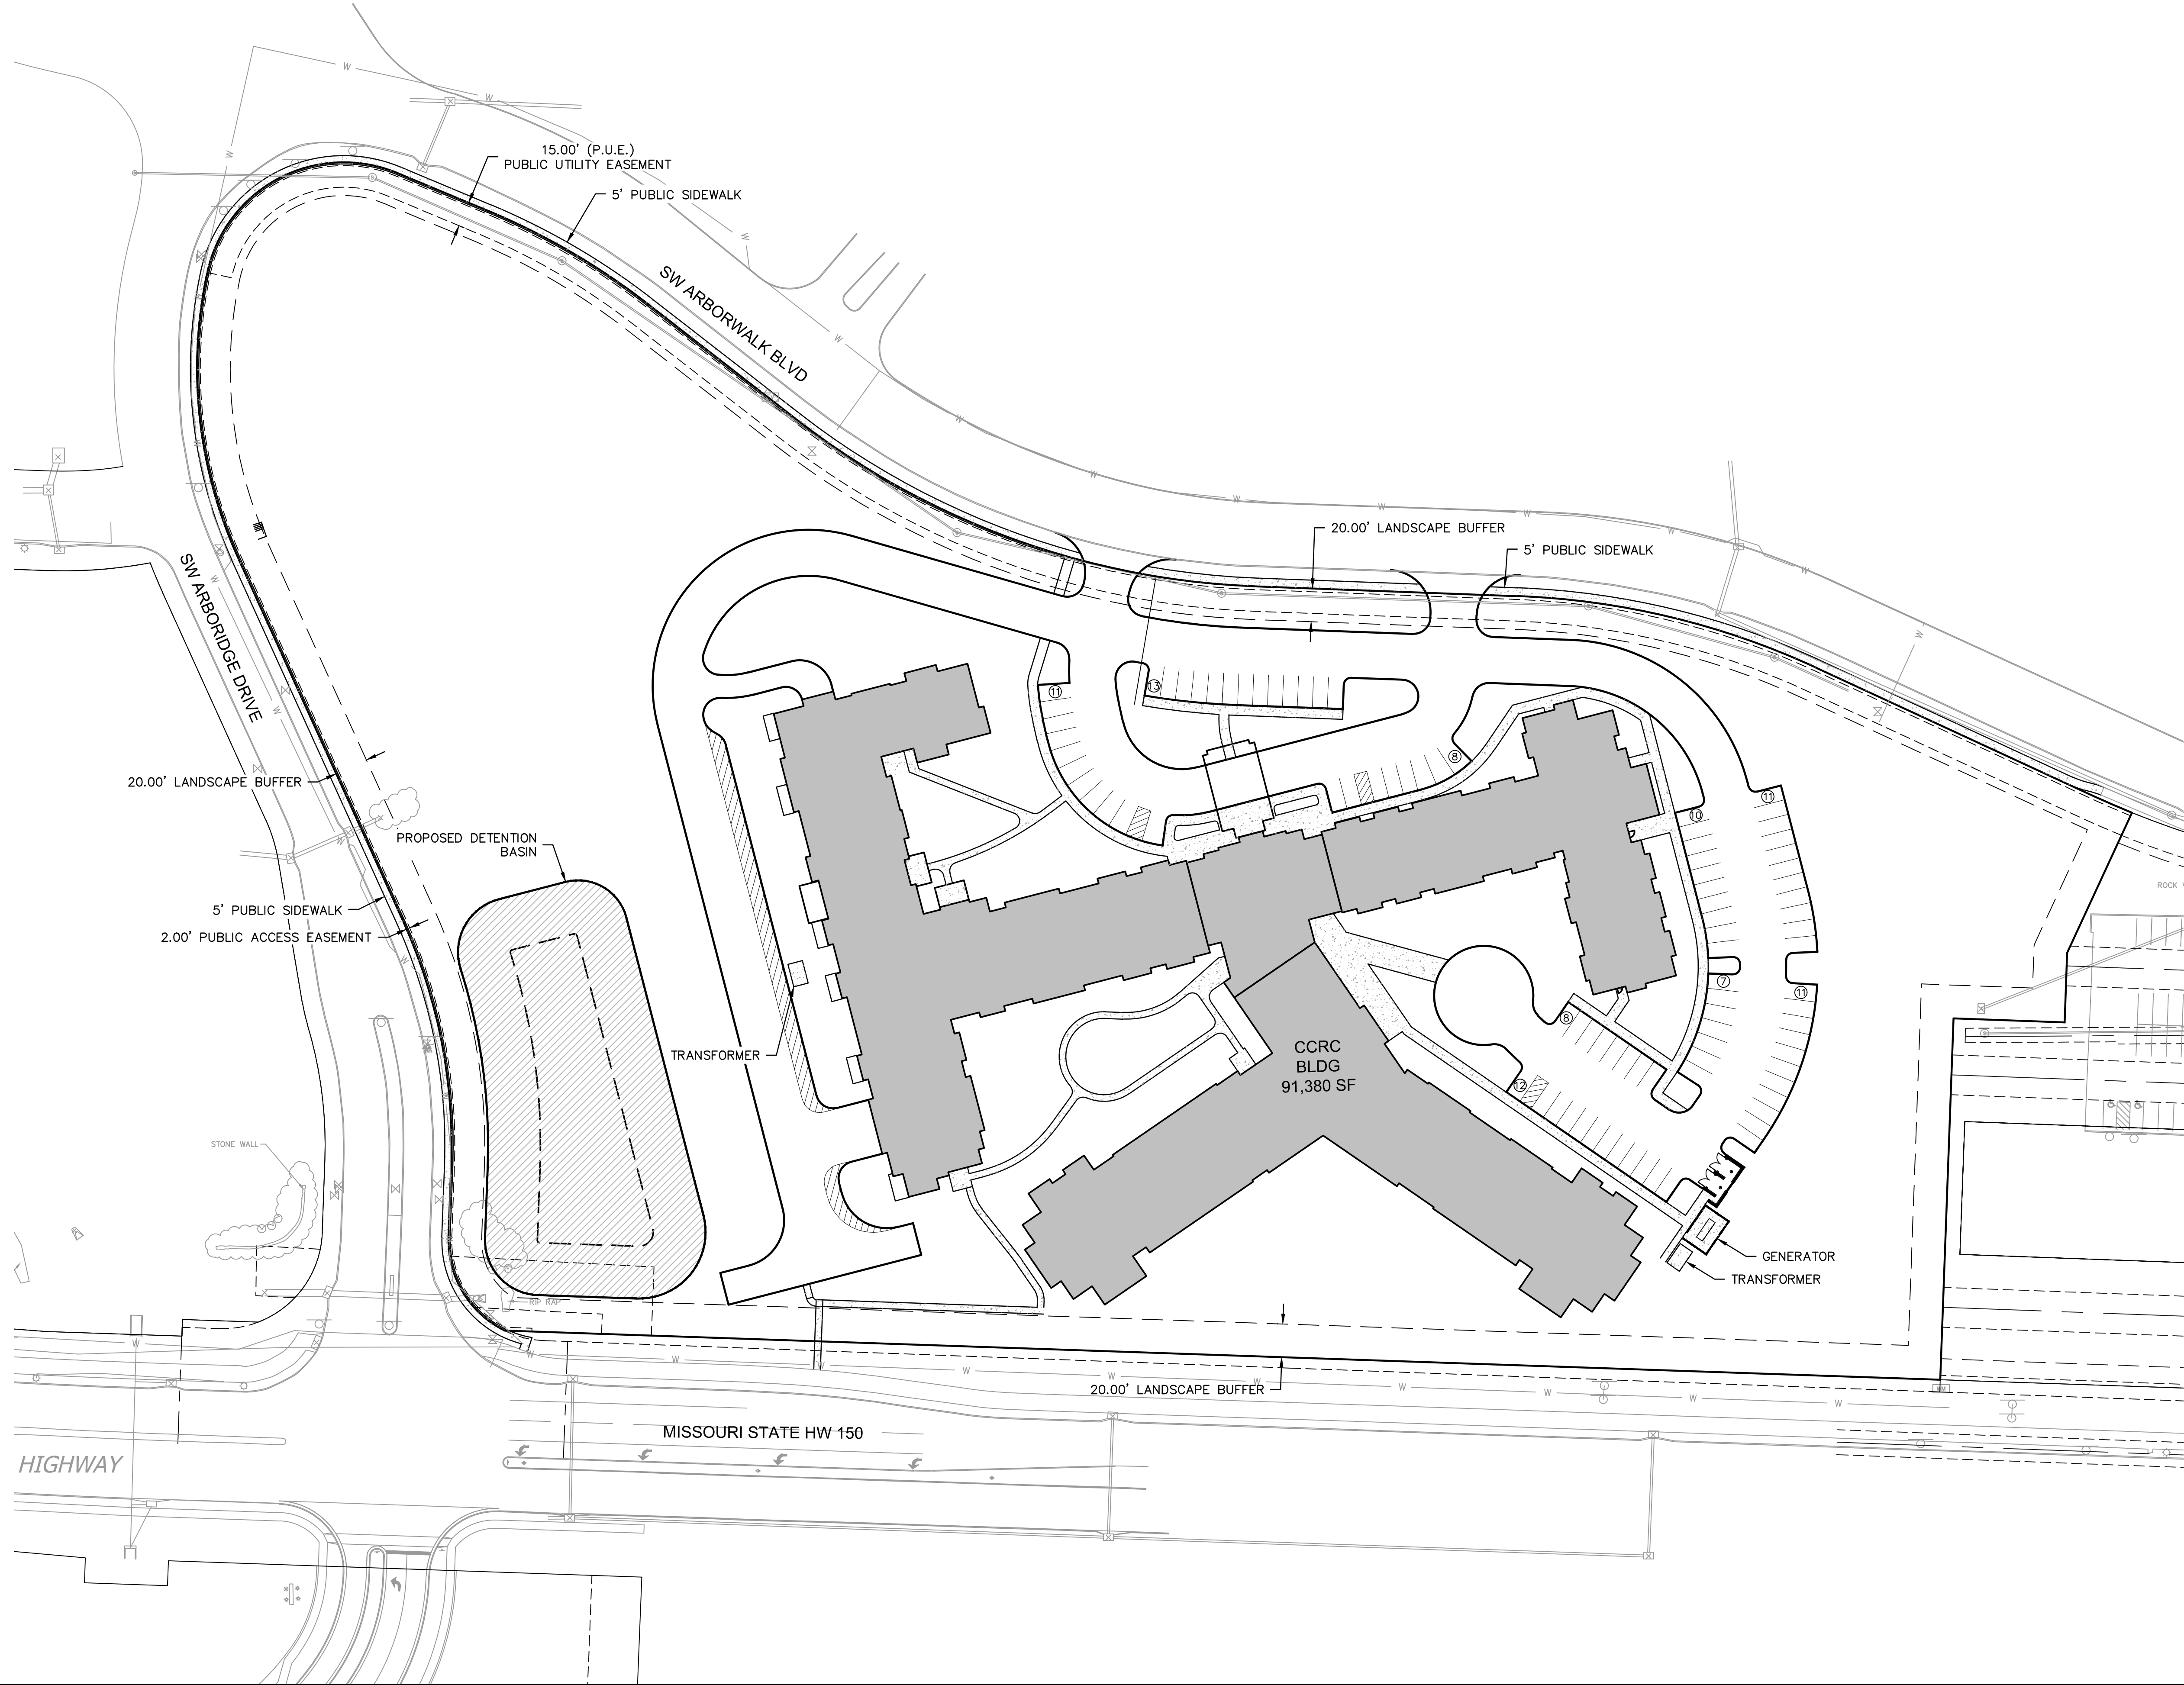 15.00' (P.U.E.)
PUBLIC UTILITY EASEMENT
5' PUBLIC SIDEWALK
SW ARBORWALK BLVD
20.00' LANDSCAPE BUFFER
5' PUBLIC SIDEWALK
SW ARBORIDGE DRIVE
11
13
8
20.00' LANDSCAPE BUFFER
11
10
PROPOSED DETENTION
BASIN
ROCK
5' PUBLIC SIDEWALK
2.00' PUBLIC ACCESS EASEMENT
7
11
8
TRANSFORMER
CCRC
BLDG
91,380 SF
12
STONE WALL
GENERATOR
TRANSFORMER
RIP RAP
20.00' LANDSCAPE BUFFER
MISSOURI STATE HW 150
HIGHWAY